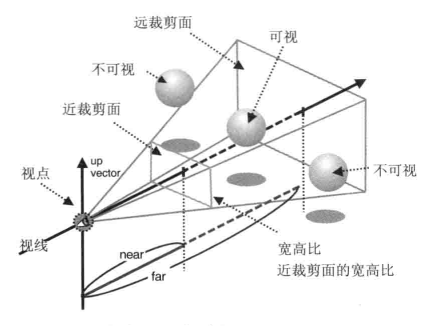 远裁剪面
可视
不可视
近裁剪面
视点
up
vector
不可视
视线
near
far
宽高比
近裁剪面的宽高比